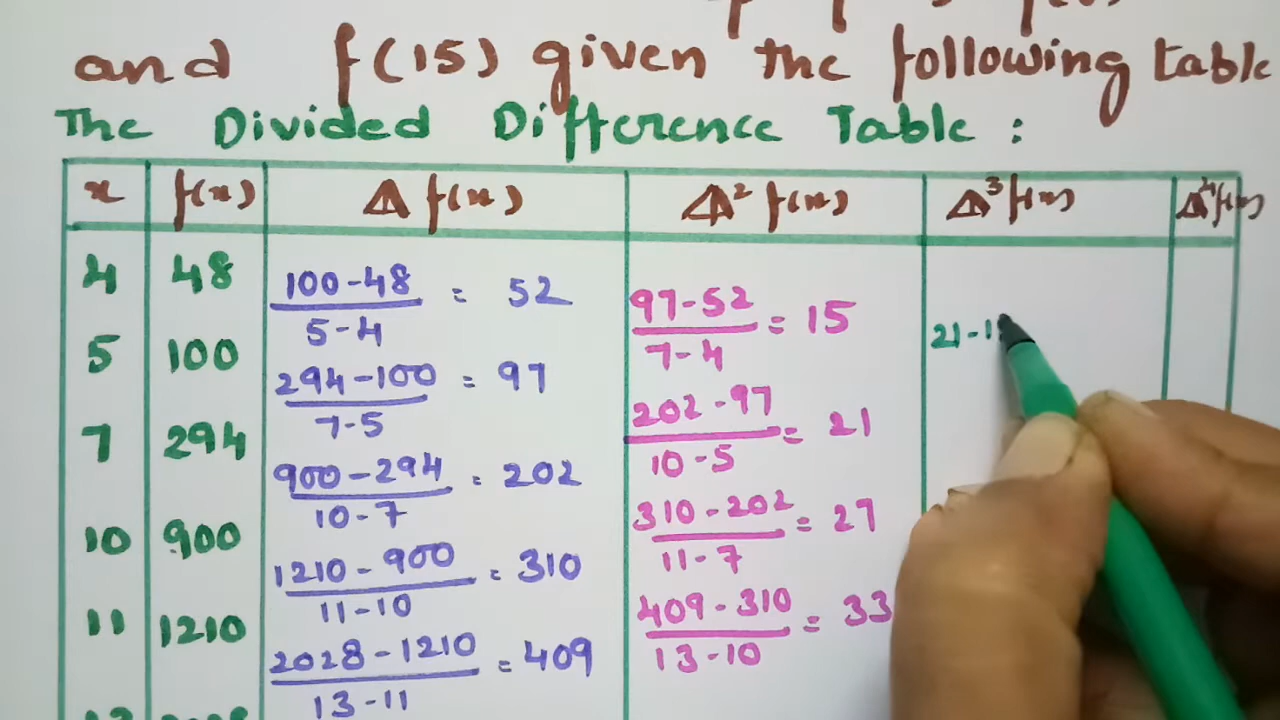 and f(15) given the following table
The Divided Difference Table :
x f(x) Δ f(x) Δ² f(x) Δ³ f(x) Δ⁴f(x)
4 48
100-48 / 5-4 = 52
97-52 / 7-4 = 15
21-1
5 100
294-100 / 7-5 = 97
202-97 / 10-5 = 21
7 294
900-294 / 10-7 = 202
310-202 / 11-7 = 27
10 900
1210-900 / 11-10 = 310
409-310 / 13-10 = 33
11 1210
2028-1210 / 13-11 = 409